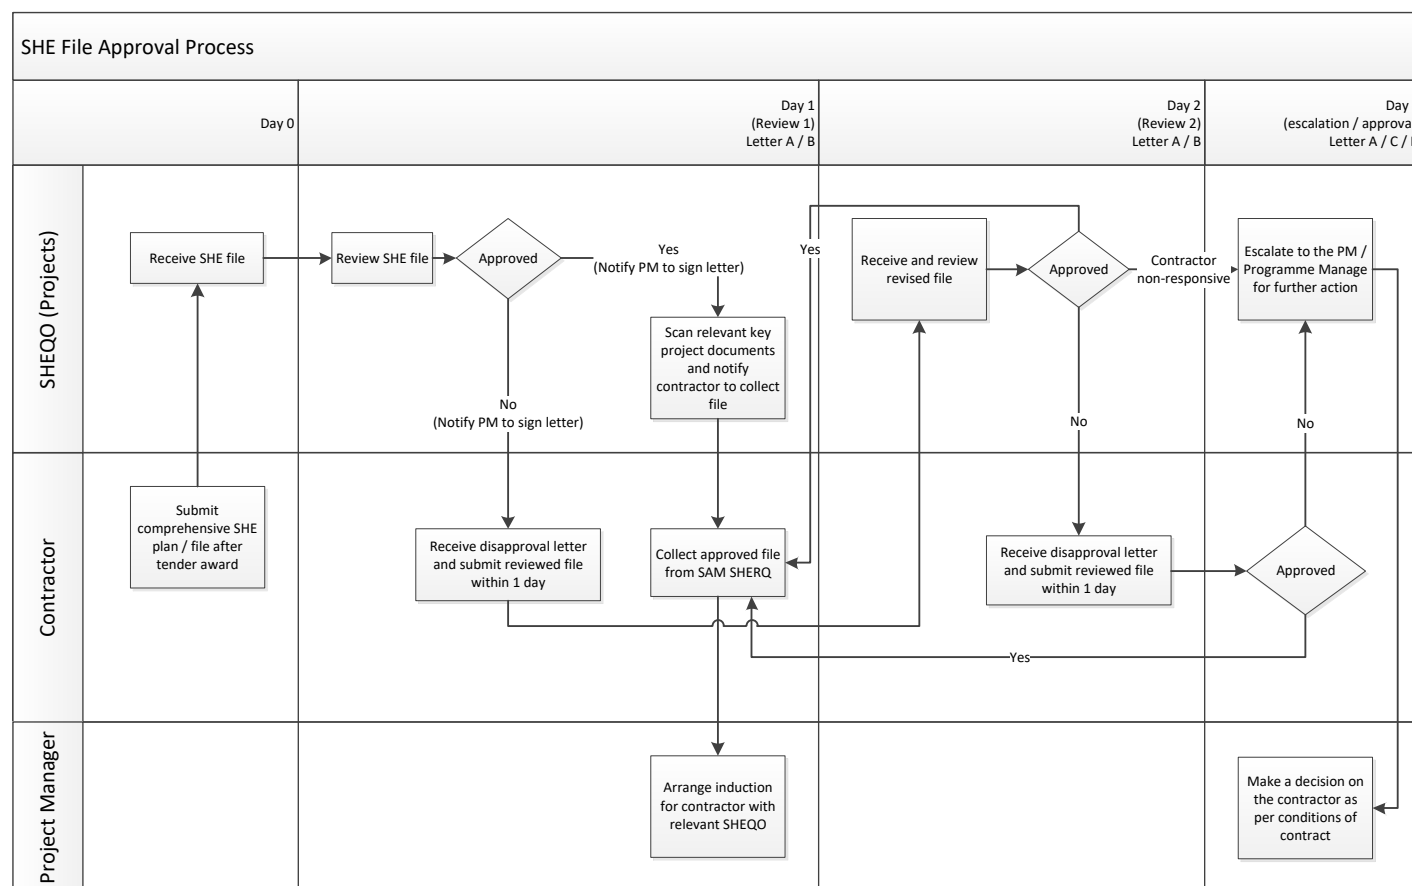 SHE File Approval Process
Day 0
Day 1
(Review 1)
Letter A / B
Day 2
(Review 2)
Letter A / B
Day
(escalation / approva
Letter A / C /
SHEQO (Projects)
Receive SHE file
Review SHE file
Approved
Yes
(Notify PM to sign letter)
Scan relevant key
project documents
and notify
contractor to collect
file
No
(Notify PM to sign letter)
Yes
Receive and review
revised file
Approved
Contractor
non-responsive
Escalate to the PM /
Programme Manage
for further action
No
No
Contractor
Submit
comprehensive SHE
plan / file after
tender award
Receive disapproval letter
and submit reviewed file
within 1 day
Collect approved file
from SAM SHERQ
Receive disapproval letter
and submit reviewed file
within 1 day
Approved
Yes
Project Manager
Arrange induction
for contractor with
relevant SHEQO
Make a decision on
the contractor as
per conditions of
contract